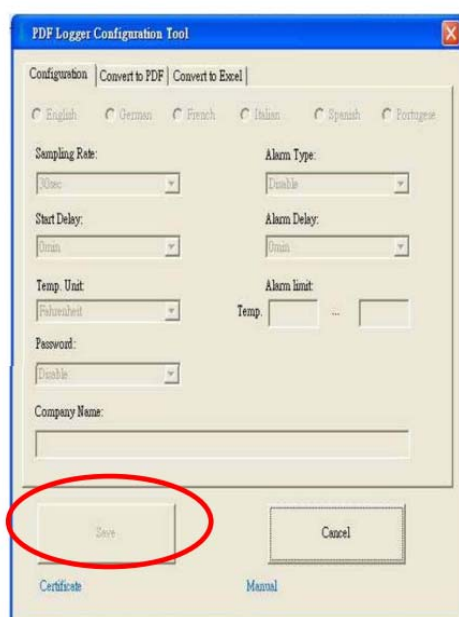 PDF Logger Configuration Tool
Configuration Convert to PDF Convert to Excel
English German French Italian Spanish Portugese
Sampling Rate: Alarm Type:
30sec Disable
Start Delay: Alarm Delay:
0min 0min
Temp. Unit: Alarm limit:
Fahrenheit Temp. ...
Password:
Disable
Company Name:
Save Cancel
Certificate Manual